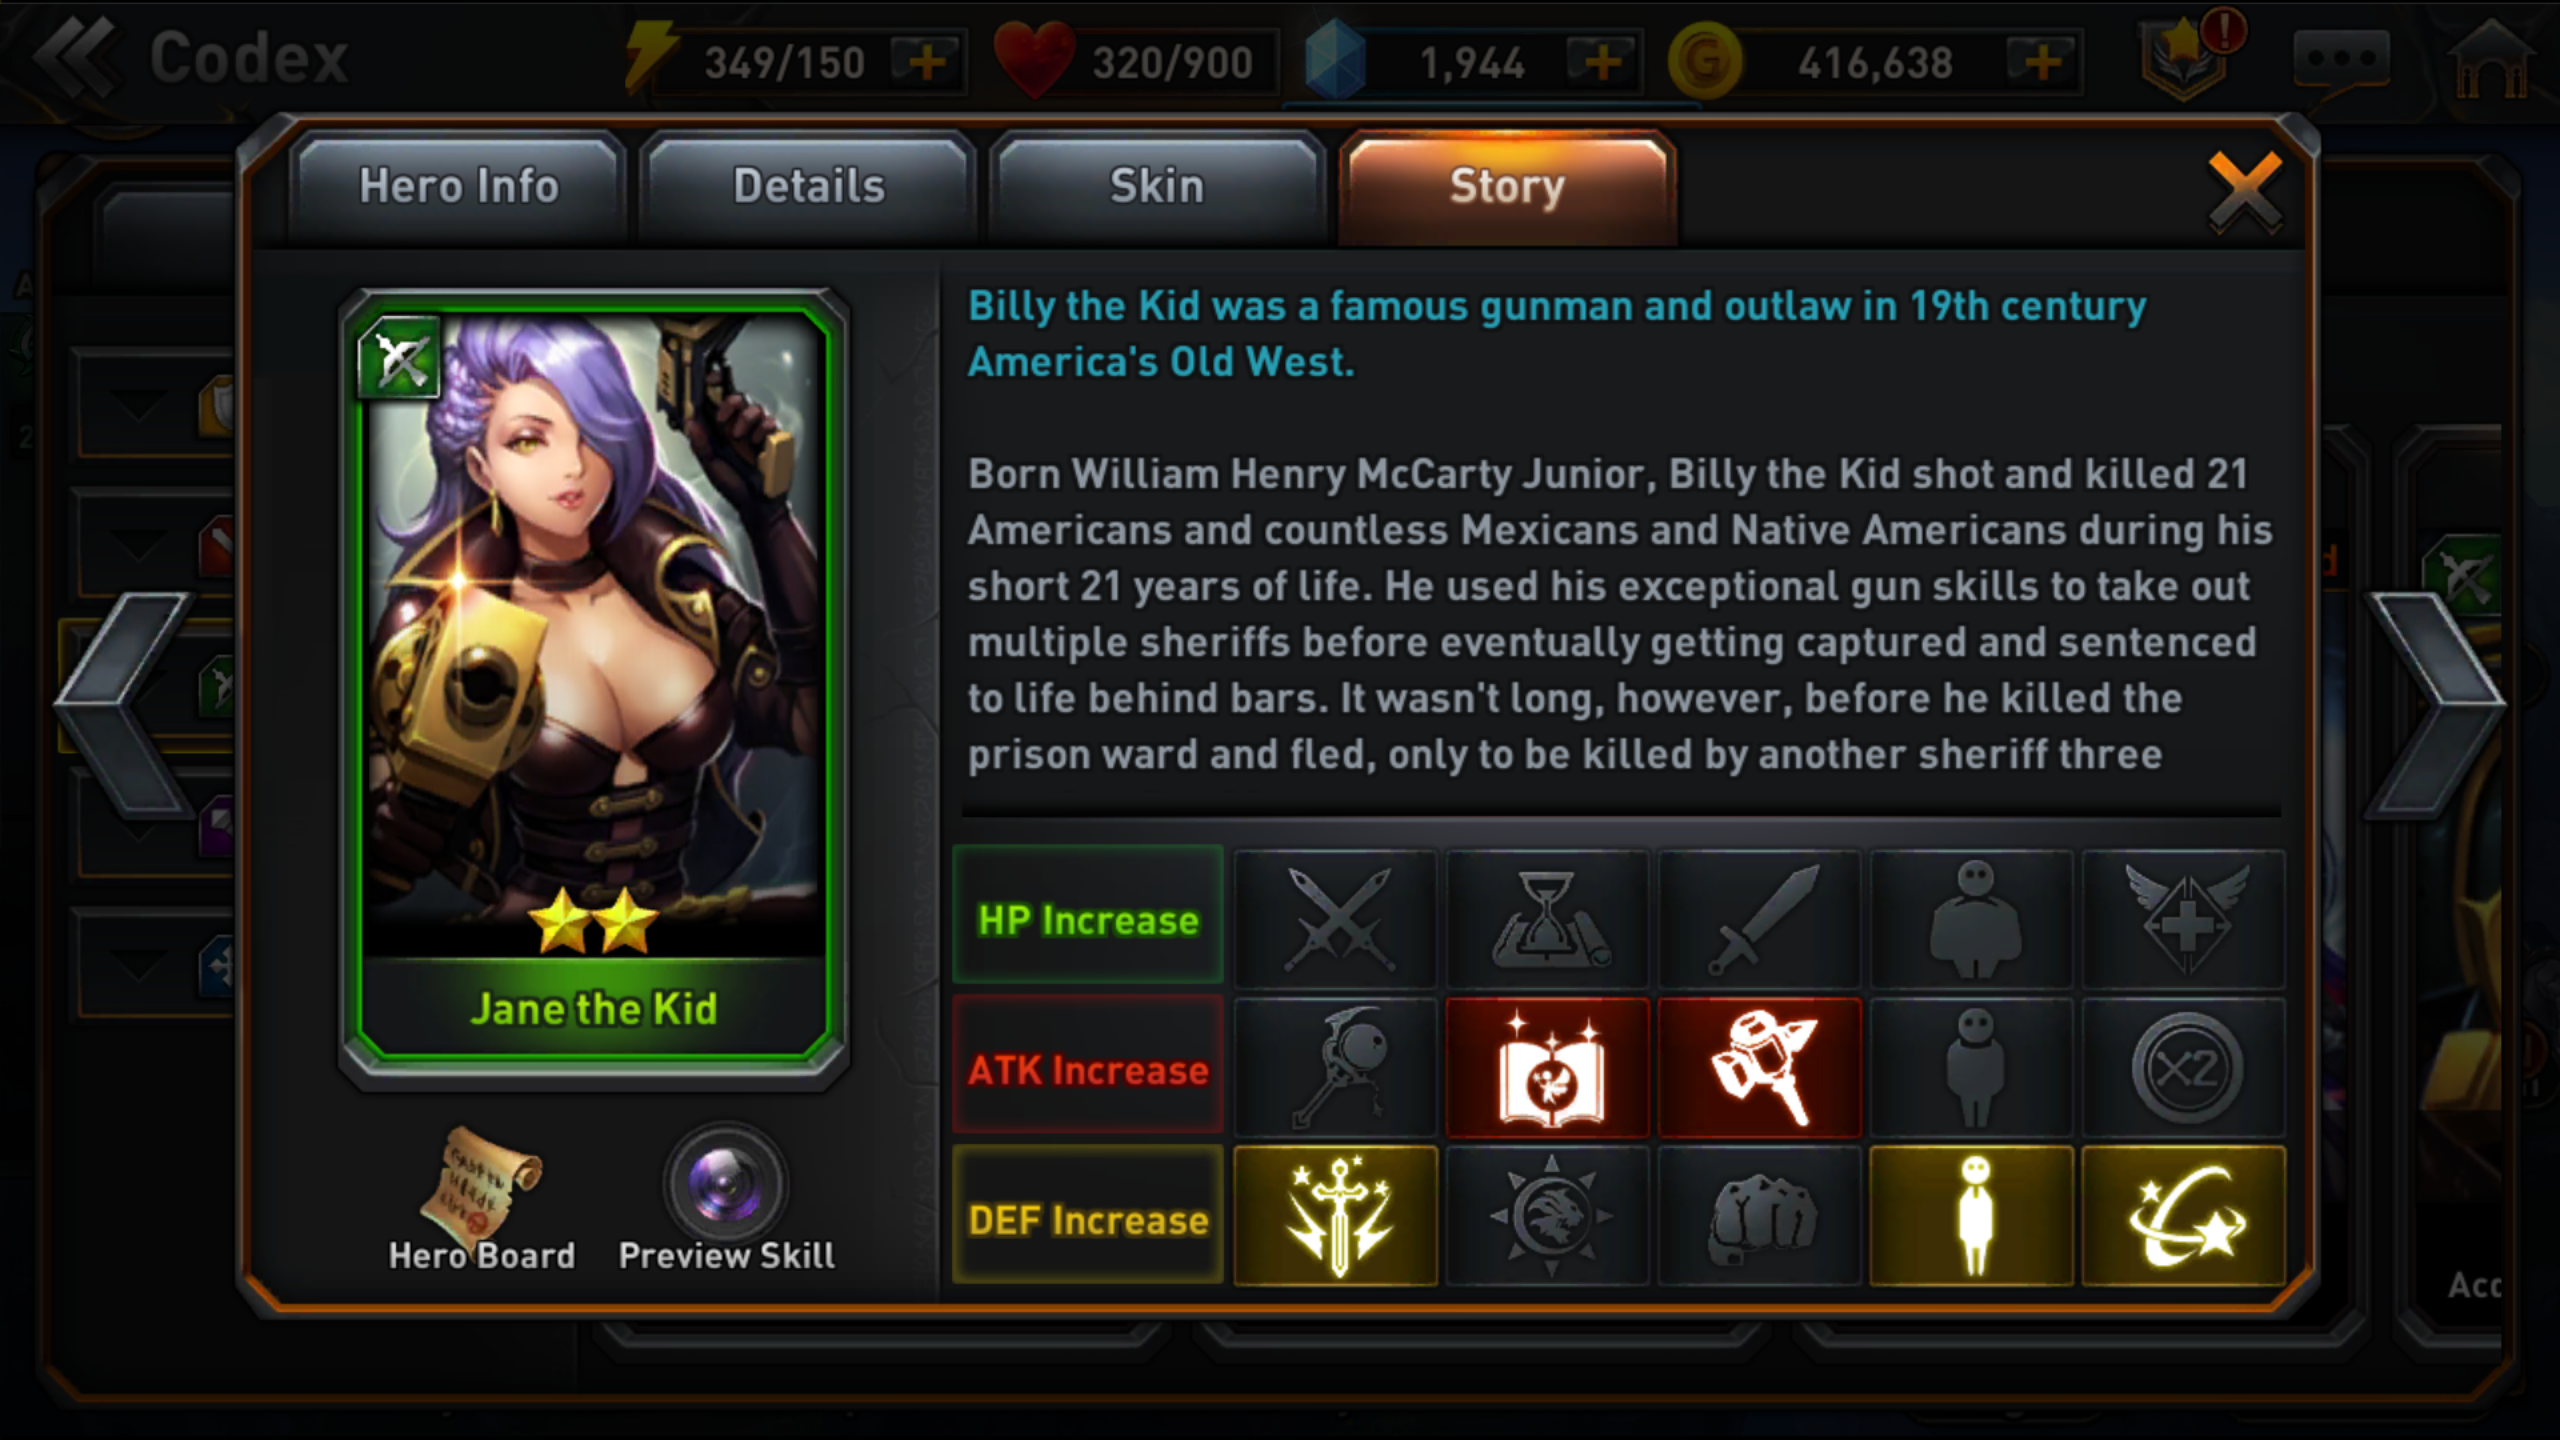 Codex
349/150
320/900
1,944
416,638
Hero Info
Details
Skin
Story
Billy the Kid was a famous gunman and outlaw in 19th century
America's Old West.
Born William Henry McCarty Junior, Billy the Kid shot and killed 21
Americans and countless Mexicans and Native Americans during his
short 21 years of life. He used his exceptional gun skills to take out
multiple sheriffs before eventually getting captured and sentenced
to life behind bars. It wasn't long, however, before he killed the
prison ward and fled, only to be killed by another sheriff three
Jane the Kid
Hero Board
Preview Skill
HP Increase
ATK Increase
X2
DEF Increase